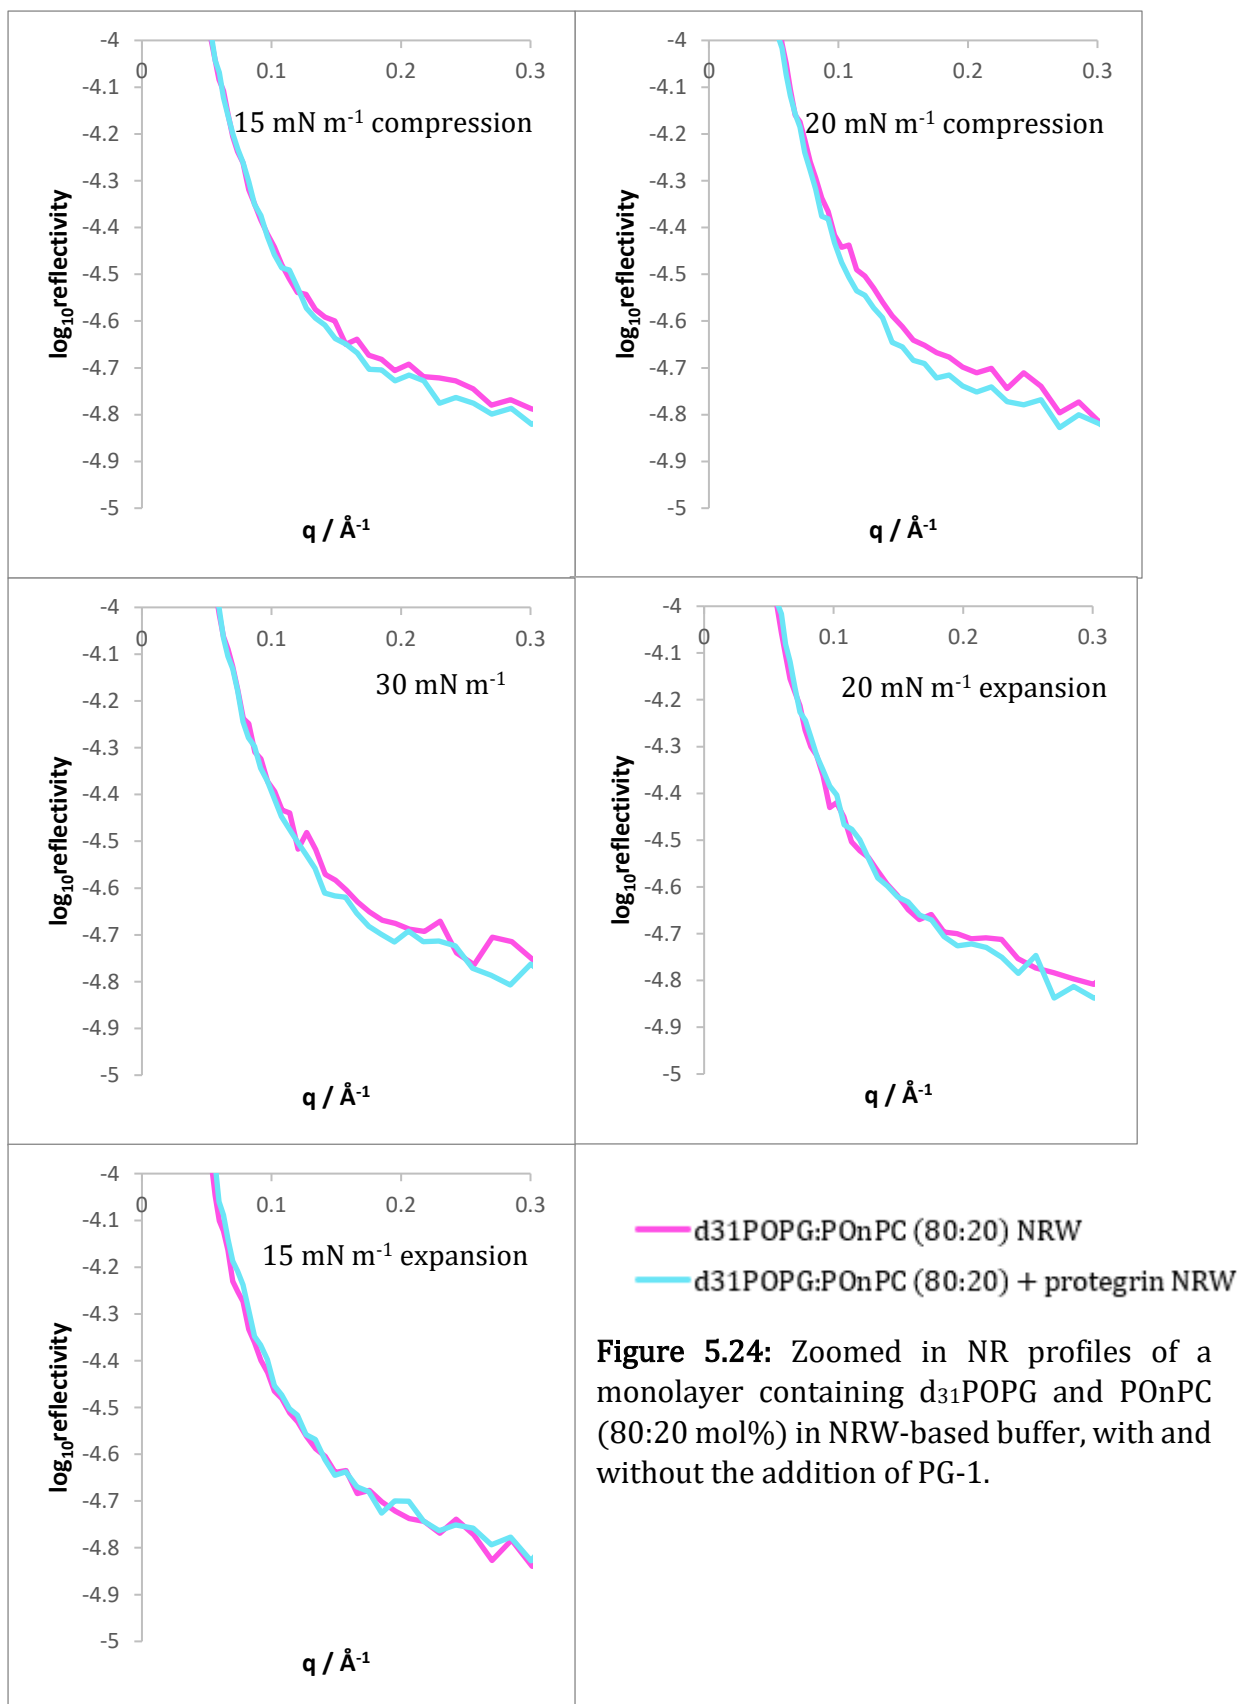 -4
0 0.1 0.2 0.3
-4.1
15 mN m-1 compression
-4.2
-4.3
-4.4
-4.5
-4.6
-4.7
-4.8
-4.9
-5
log10reflectivity
q / Å-1
-4
0 0.1 0.2 0.3
-4.1
20 mN m-1 compression
-4.2
-4.3
-4.4
-4.5
-4.6
-4.7
-4.8
-4.9
-5
log10reflectivity
q / Å-1
-4
0 0.1 0.2 0.3
-4.1
30 mN m-1
-4.2
-4.3
-4.4
-4.5
-4.6
-4.7
-4.8
-4.9
-5
log10reflectivity
q / Å-1
-4
0 0.1 0.2 0.3
-4.1
20 mN m-1 expansion
-4.2
-4.3
-4.4
-4.5
-4.6
-4.7
-4.8
-4.9
-5
log10reflectivity
q / Å-1
-4
0 0.1 0.2 0.3
-4.1
15 mN m-1 expansion
-4.2
-4.3
-4.4
-4.5
-4.6
-4.7
-4.8
-4.9
-5
log10reflectivity
q / Å-1
d31POPG:POnPC (80:20) NRW
d31POPG:POnPC (80:20) + protegrin NRW
Figure 5.24: Zoomed in NR profiles of a
monolayer containing d31POPG and POnPC
(80:20 mol%) in NRW-based buffer, with and
without the addition of PG-1.